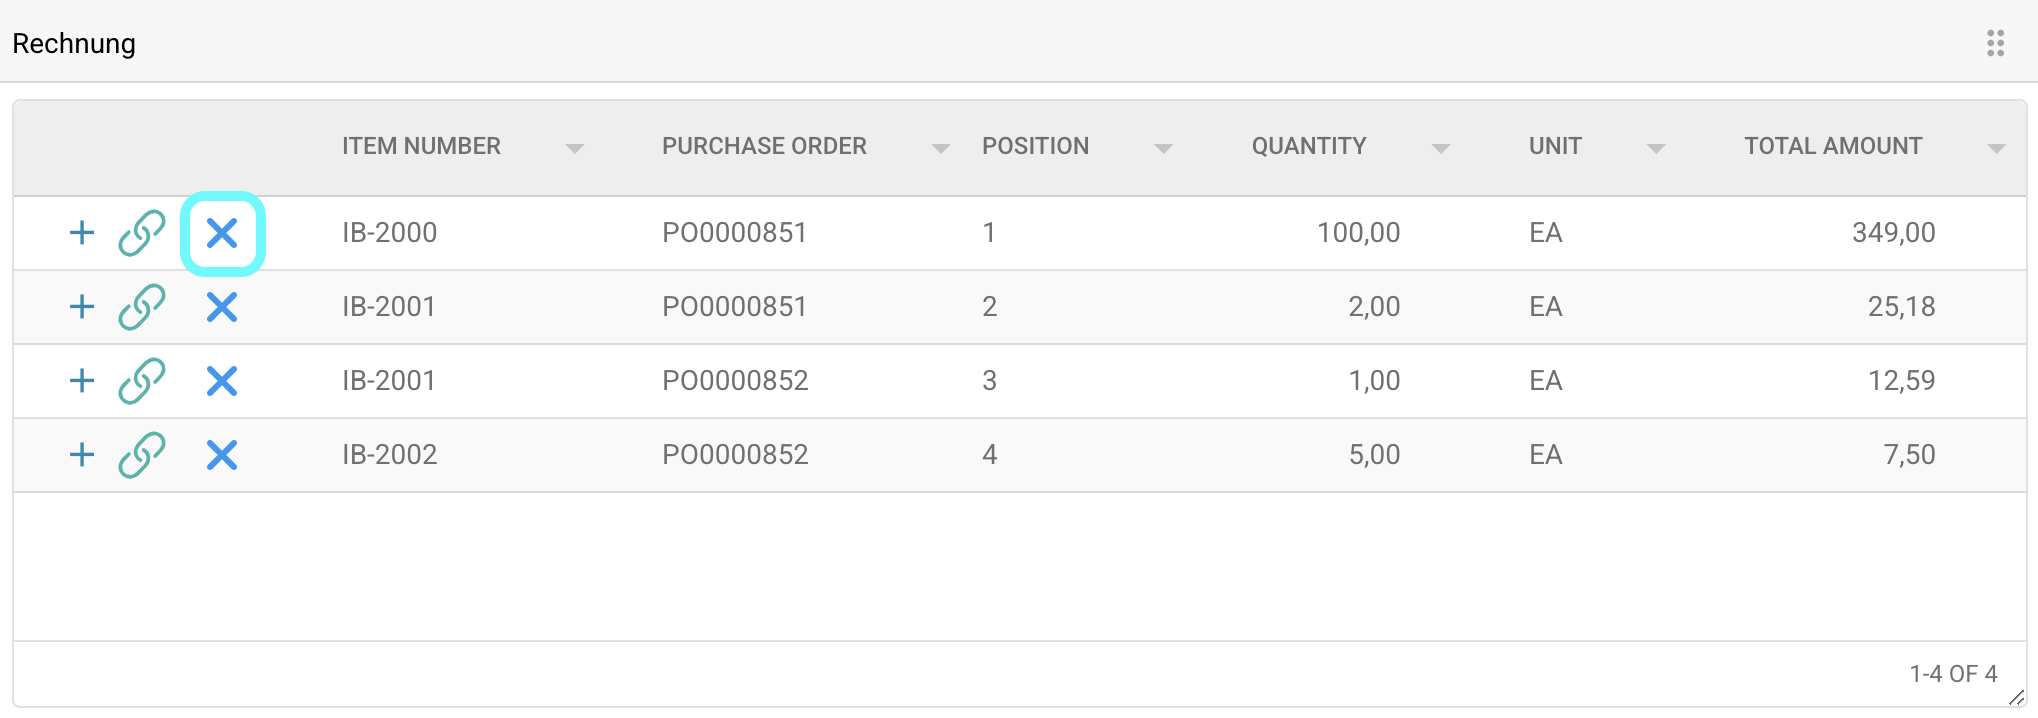 Rechnung
ITEM NUMBER PURCHASE ORDER POSITION QUANTITY UNIT TOTAL AMOUNT
IB-2000 PO0000851 1 100,00 EA 349,00
IB-2001 PO0000851 2 2,00 EA 25,18
IB-2001 PO0000852 3 1,00 EA 12,59
IB-2002 PO0000852 4 5,00 EA 7,50
1-4 OF 4